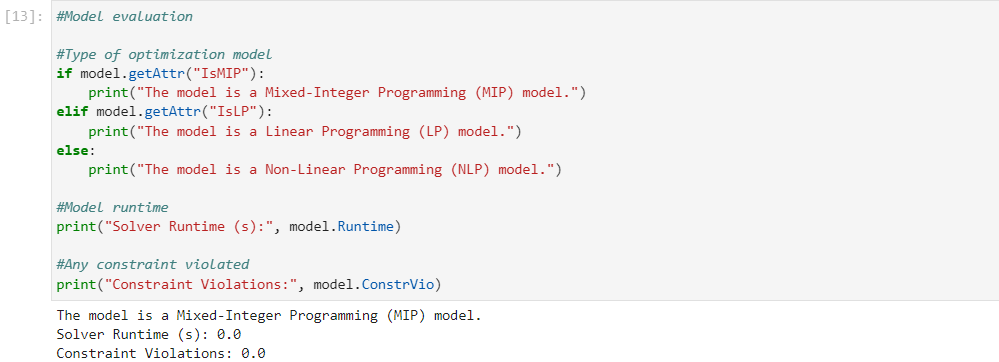 [13]: #Model evaluation
#Type of optimization model
if model.getAttr("IsMIP"):
    print("The model is a Mixed-Integer Programming (MIP) model.")
elif model.getAttr("IsLP"):
    print("The model is a Linear Programming (LP) model.")
else:
    print("The model is a Non-Linear Programming (NLP) model.")
#Model runtime
print("Solver Runtime (s):", model.Runtime)
#Any constraint violated
print("Constraint Violations:", model.ConstrVio)
The model is a Mixed-Integer Programming (MIP) model.
Solver Runtime (s): 0.0
Constraint Violations: 0.0